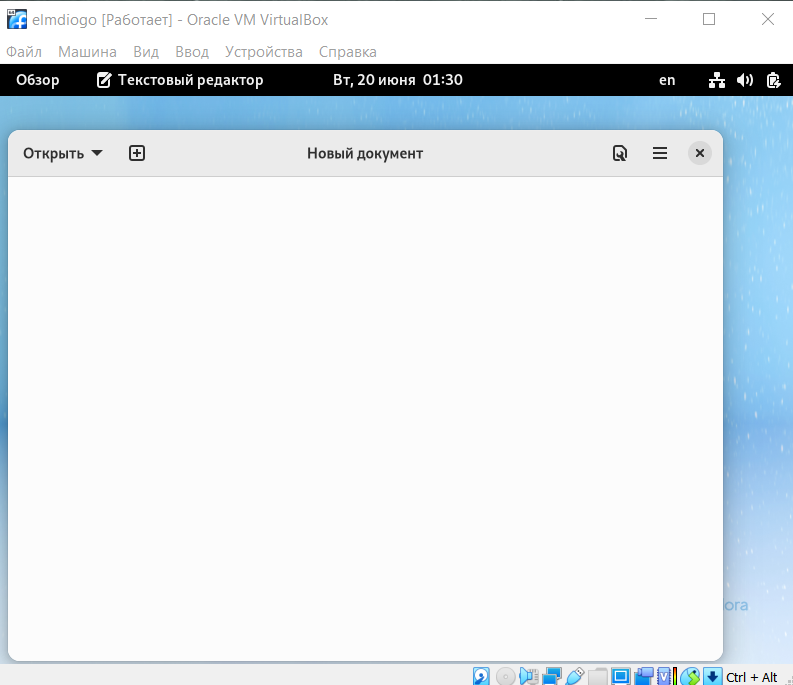 elmdiogo [Работает] - Oracle VM VirtualBox
Файл Машина Вид Ввод Устройства Справка
Обзор Текстовый редактор Вт, 20 июня 01:30 en
Открыть Новый документ
ora
Ctrl + Alt